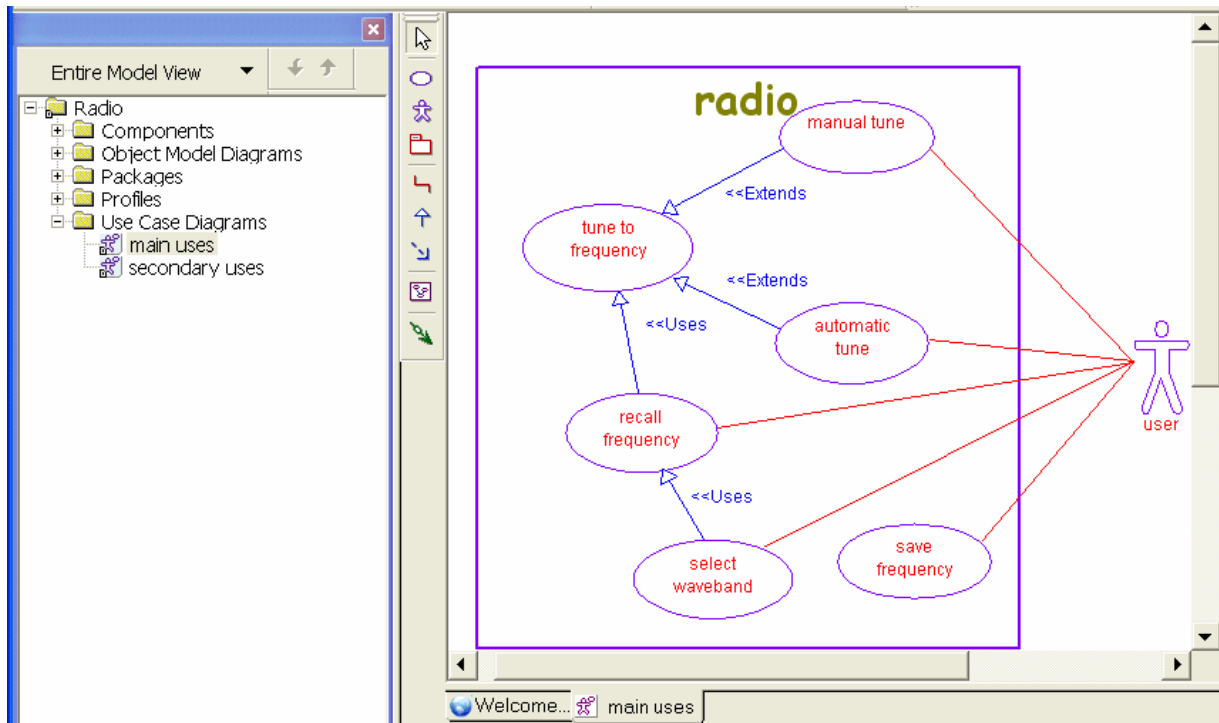 Entire Model View
Radio
Components
Object Model Diagrams
Packages
Profiles
Use Case Diagrams
main uses
secondary uses
radio
manual tune
<<Extends
tune to
frequency
<<Extends
<<Uses
automatic
tune
recall
frequency
user
<<Uses
save
frequency
select
waveband
Welcome...
main uses